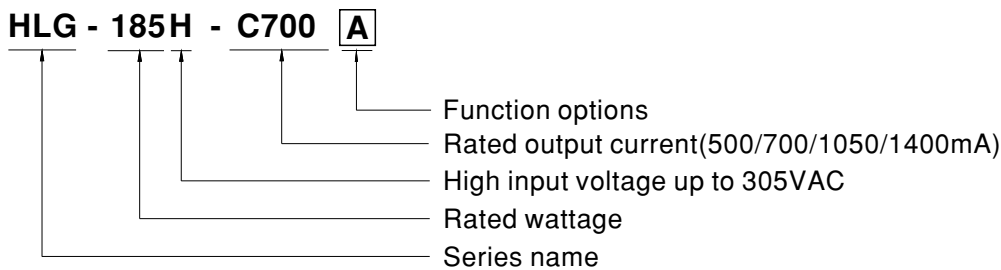 HLG - 185H - C700 A
Function options
Rated output current(500/700/1050/1400mA)
High input voltage up to 305VAC
Rated wattage
Series name